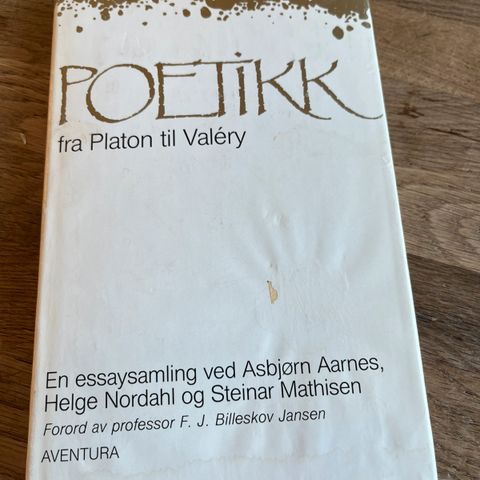 POETIKK
fra Platon til Valéry
En essaysamling ved Asbjørn Aarnes,
Helge Nordahl og Steinar Mathisen
Forord av professor F. J. Billeskov Jansen
AVENTURA